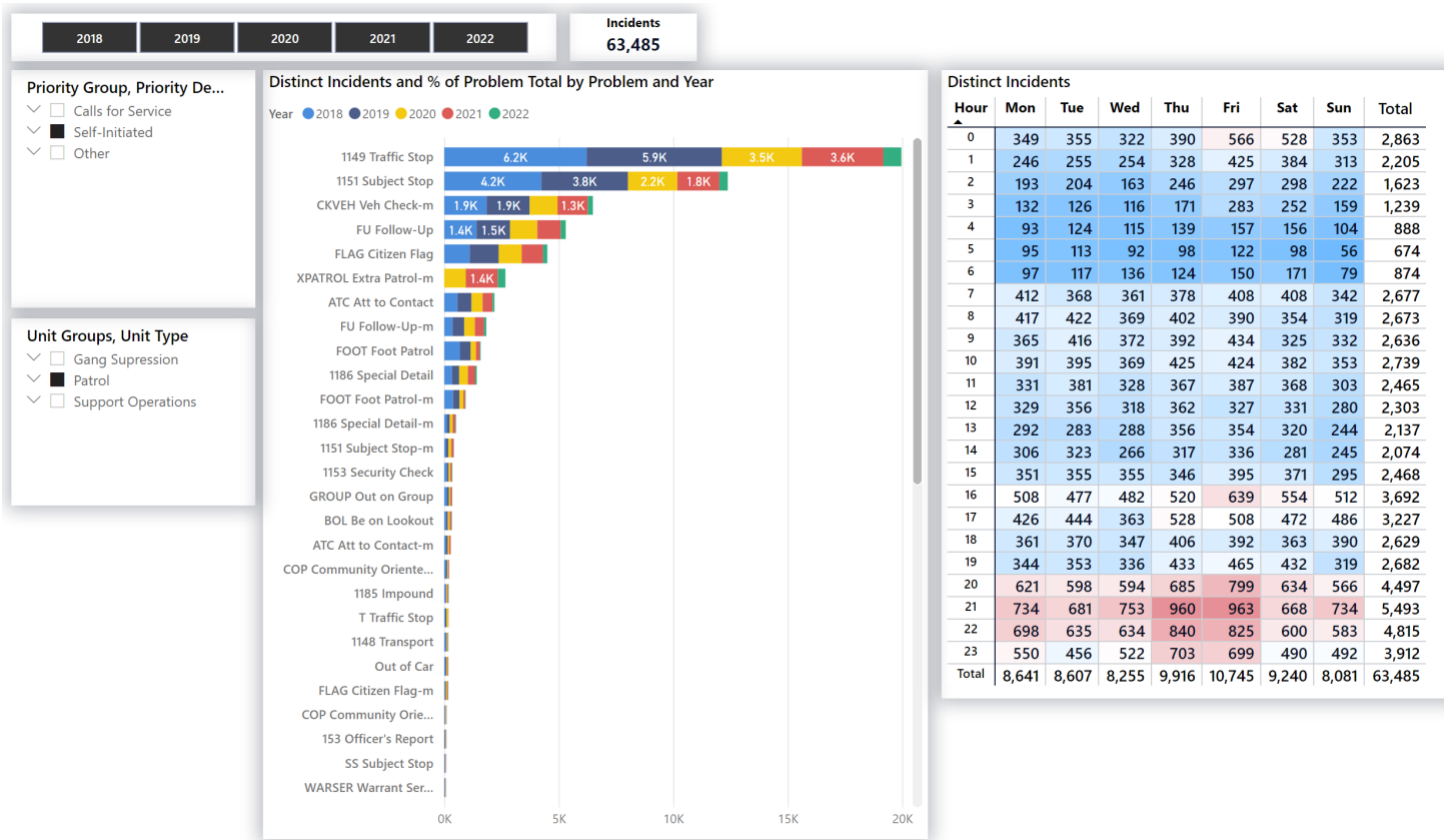 2018 2019 2020 2021 2022
Incidents
63,485
Priority Group, Priority De...
Calls for Service
Self-Initiated
Other
Unit Groups, Unit Type
Gang Supression
Patrol
Support Operations
Distinct Incidents and % of Problem Total by Problem and Year
Year 2018 2019 2020 2021 2022
1149 Traffic Stop 6.2K 5.9K 3.5K 3.6K
1151 Subject Stop 4.2K 3.8K 2.2K 1.8K
CKVEH Veh Check-m 1.9K 1.9K 1.3K
FU Follow-Up 1.4K 1.5K
FLAG Citizen Flag
XPATROL Extra Patrol-m 1.4K
ATC Att to Contact
FU Follow-Up-m
FOOT Foot Patrol
1186 Special Detail
FOOT Foot Patrol-m
1186 Special Detail-m
1151 Subject Stop-m
1153 Security Check
GROUP Out on Group
BOL Be on Lookout
ATC Att to Contact-m
COP Community Oriente...
1185 Impound
T Traffic Stop
1148 Transport
Out of Car
FLAG Citizen Flag-m
COP Community Orie...
153 Officer's Report
SS Subject Stop
WARSER Warrant Ser...
0K 5K 10K 15K 20K
Distinct Incidents
Hour Mon Tue Wed Thu Fri Sat Sun Total
0 349 355 322 390 566 528 353 2,863
1 246 255 254 328 425 384 313 2,205
2 193 204 163 246 297 298 222 1,623
3 132 126 116 171 283 252 159 1,239
4 93 124 115 139 157 156 104 888
5 95 113 92 98 122 98 56 674
6 97 117 136 124 150 171 79 874
7 412 368 361 378 408 408 342 2,677
8 417 422 369 402 390 354 319 2,673
9 365 416 372 392 434 325 332 2,636
10 391 395 369 425 424 382 353 2,739
11 331 381 328 367 387 368 303 2,465
12 329 356 318 362 327 331 280 2,303
13 292 283 288 356 354 320 244 2,137
14 306 323 266 317 336 281 245 2,074
15 351 355 355 346 395 371 295 2,468
16 508 477 482 520 639 554 512 3,692
17 426 444 363 528 508 472 486 3,227
18 361 370 347 406 392 363 390 2,629
19 344 353 336 433 465 432 319 2,682
20 621 598 594 685 799 634 566 4,497
21 734 681 753 960 963 668 734 5,493
22 698 635 634 840 825 600 583 4,815
23 550 456 522 703 699 490 492 3,912
Total 8,641 8,607 8,255 9,916 10,745 9,240 8,081 63,485